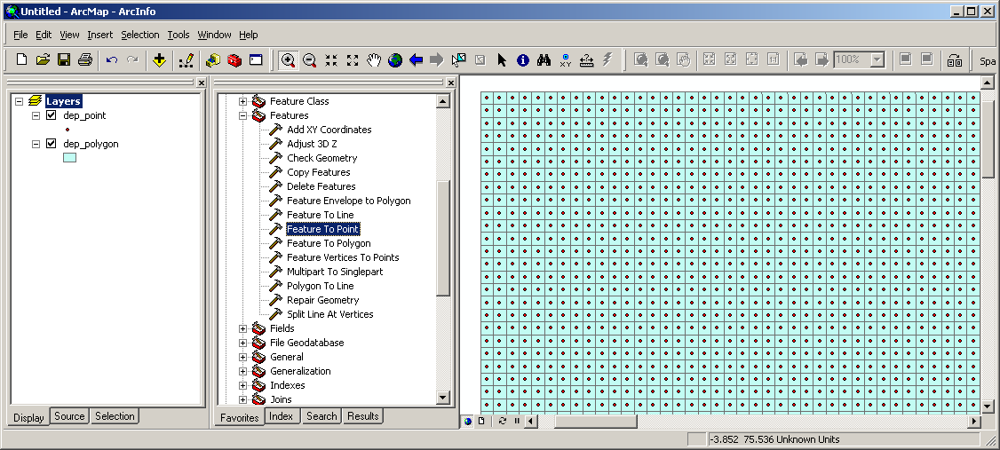 Untitled - ArcMap - ArcInfo
File Edit View Insert Selection Tools Window Help
XY
100%
Spa
Layers
dep_point
dep_polygon
Feature Class
Features
Add XY Coordinates
Adjust 3D Z
Check Geometry
Copy Features
Delete Features
Feature Envelope to Polygon
Feature To Line
Feature To Point
Feature To Polygon
Feature Vertices To Points
Multipart To Singlepart
Polygon To Line
Repair Geometry
Split Line At Vertices
Fields
File Geodatabase
General
Generalization
Indexes
Joins
Display Source Selection
Favorites Index Search Results
-3.852 75.536 Unknown Units